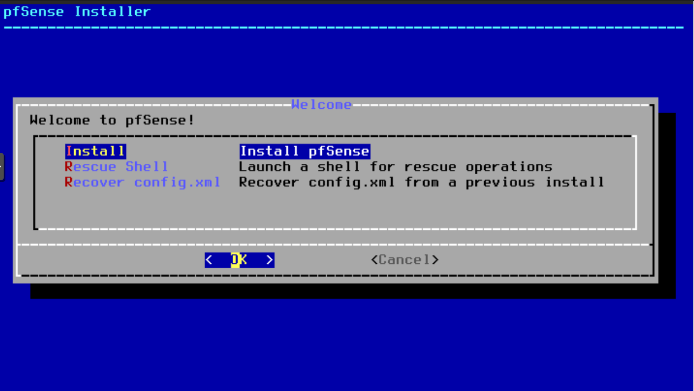 pfSense Installer
Welcome
Welcome to pfSense!
Install Install pfSense
Rescue Shell Launch a shell for rescue operations
Recover config.xml Recover config.xml from a previous install
< OK > <Cancel>